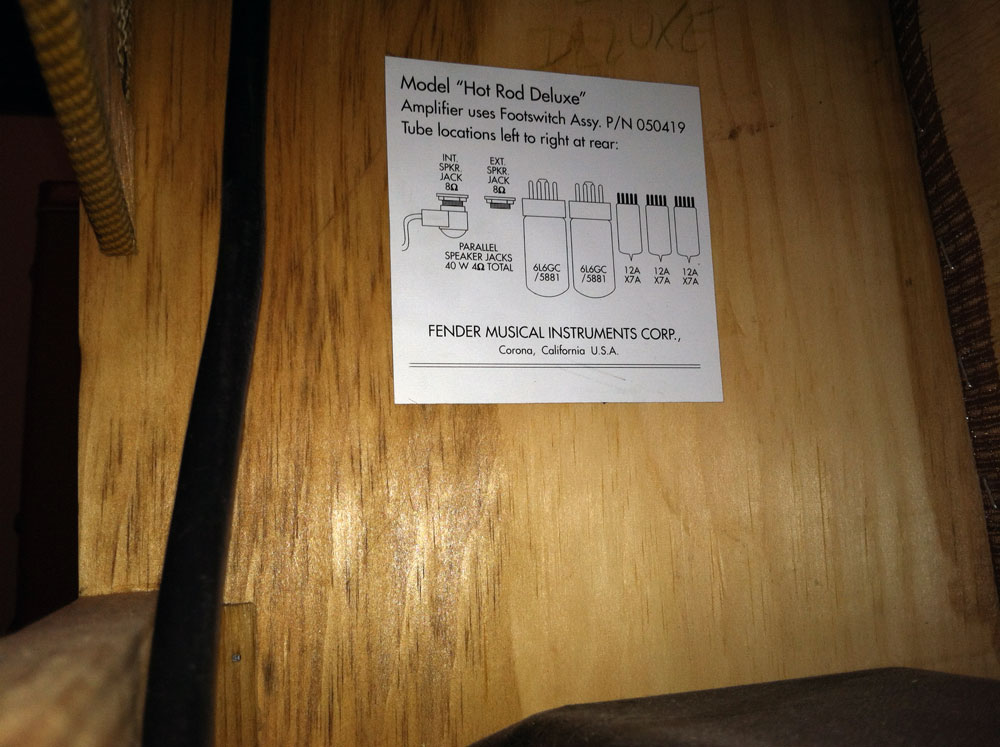 DELUXE
Model "Hot Rod Deluxe"
Amplifier uses Footswitch Assy. P/N 050419
Tube locations left to right at rear:
INT.
SPKR.
JACK
8Ω
EXT.
SPKR.
JACK
8Ω
PARALLEL
SPEAKER JACKS
40 W 4Ω TOTAL
6L6GC
/5881
6L6GC
/5881
12A
X7A
12A
X7A
12A
X7A
FENDER MUSICAL INSTRUMENTS CORP.,
Corona, California U.S.A.